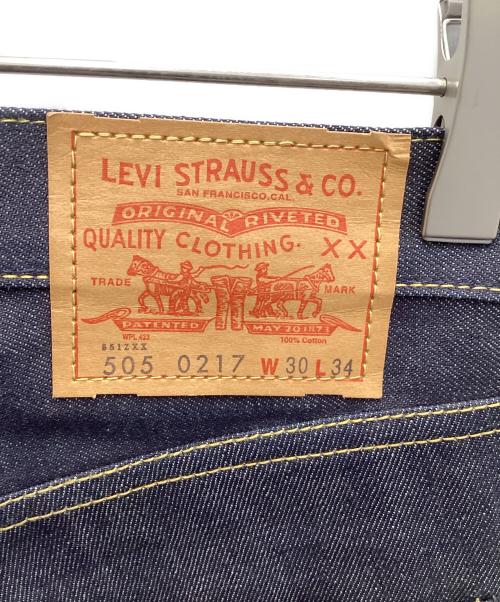 LEVI STRAUSS & CO.
SAN FRANCISCO, CAL.
ORIGINAL RIVETED
QUALITY CLOTHING. XX
TRADE MARK
PATENTED MAY 20 1873
WPL 423 100% Cotton
551ZXX
505 0217 W 30 L 34